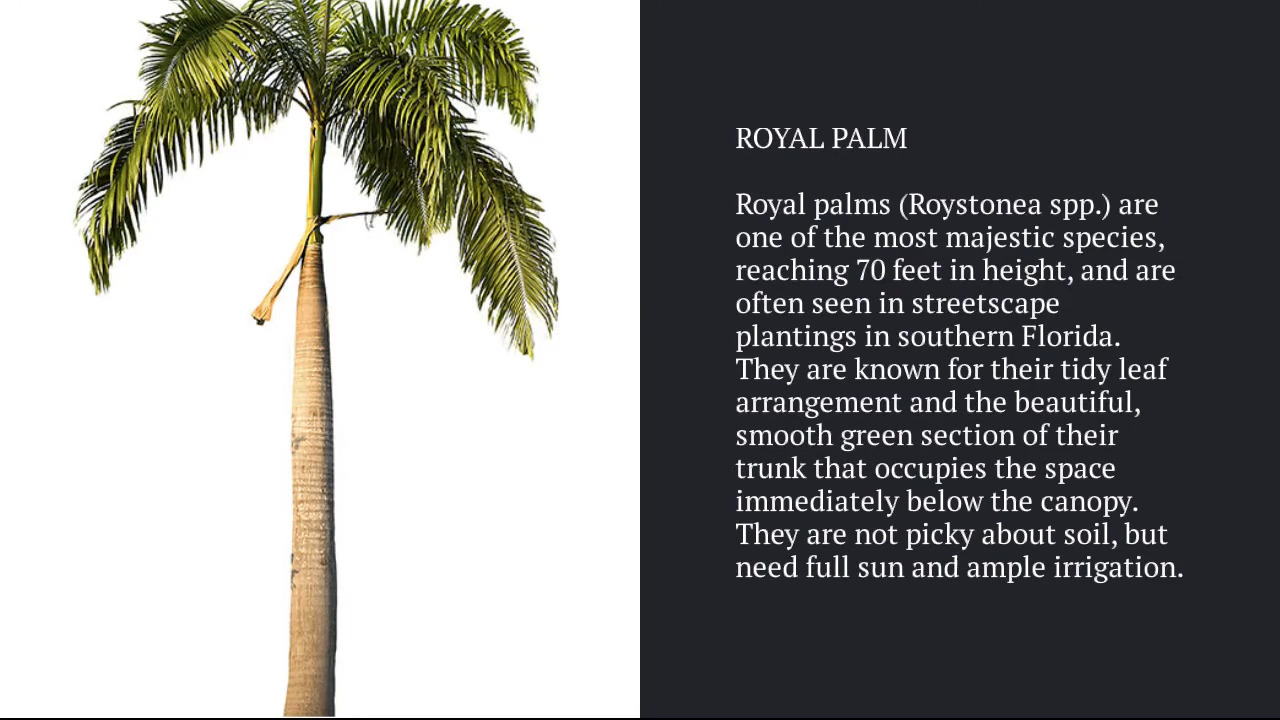 ROYAL PALM
Royal palms (Roystonea spp.) are
one of the most majestic species,
reaching 70 feet in height, and are
often seen in streetscape
plantings in southern Florida.
They are known for their tidy leaf
arrangement and the beautiful,
smooth green section of their
trunk that occupies the space
immediately below the canopy.
They are not picky about soil, but
need full sun and ample irrigation.